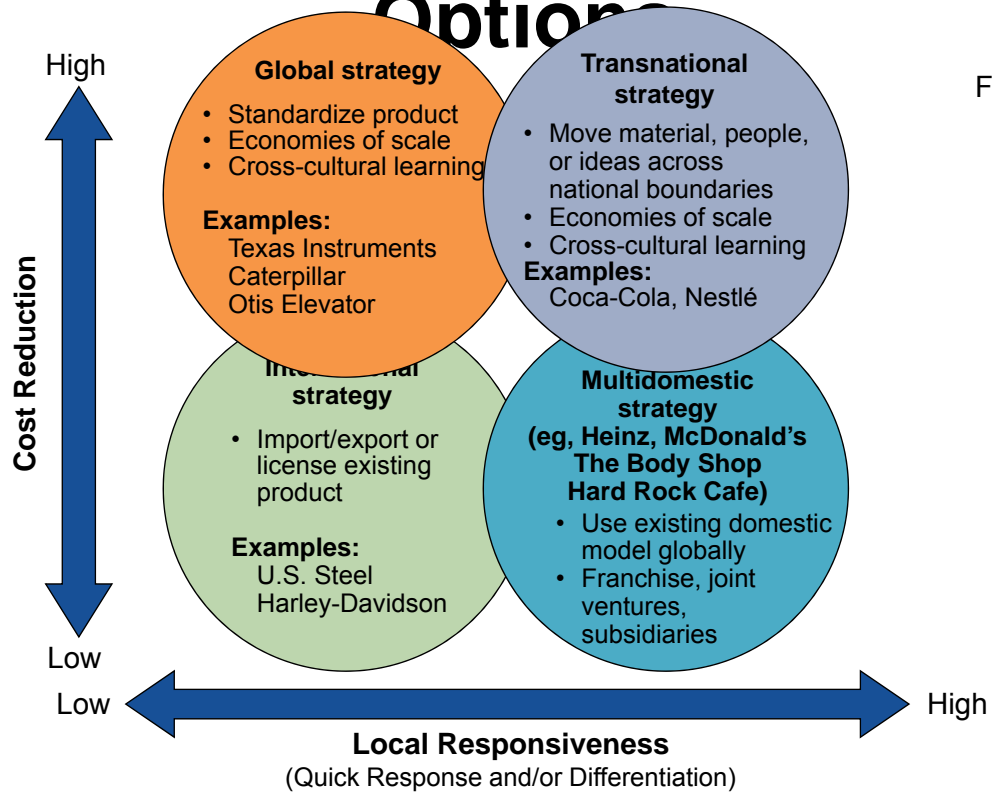 Options
High
F
Cost Reduction
Global strategy
• Standardize product
• Economies of scale
• Cross-cultural learning
Examples:
Texas Instruments
Caterpillar
Otis Elevator
Transnational
strategy
• Move material, people,
or ideas across
national boundaries
• Economies of scale
• Cross-cultural learning
Examples:
Coca-Cola, Nestlé
strategy
• Import/export or
license existing
product
Examples:
U.S. Steel
Harley-Davidson
Multidomestic
strategy
(eg, Heinz, McDonald’s
The Body Shop
Hard Rock Cafe)
• Use existing domestic
model globally
• Franchise, joint
ventures,
subsidiaries
Low
Low
High
Local Responsiveness
(Quick Response and/or Differentiation)